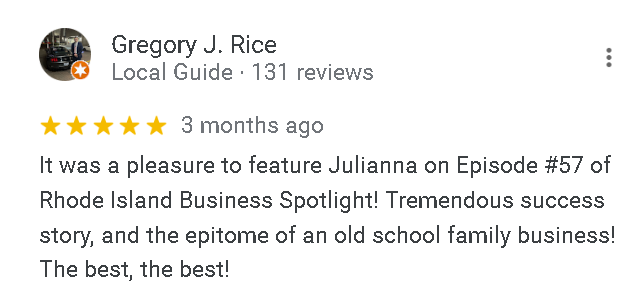 Gregory J. Rice
Local Guide · 131 reviews
3 months ago
It was a pleasure to feature Julianna on Episode #57 of
Rhode Island Business Spotlight! Tremendous success
story, and the epitome of an old school family business!
The best, the best!